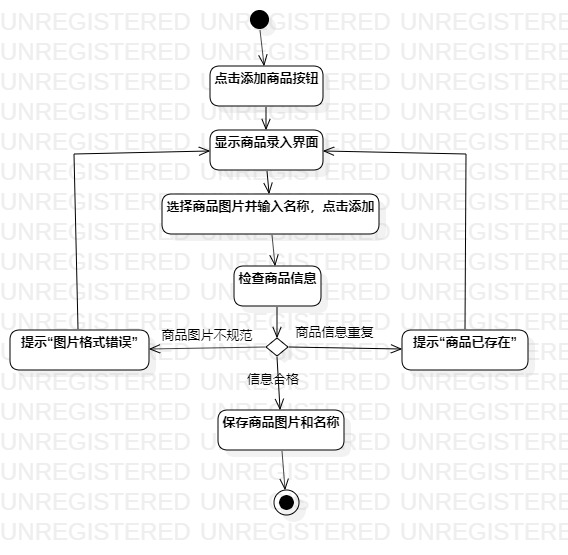 UNREGISTERED UNREGISTERED UNREGISTERED
点击添加商品按钮
显示商品录入界面
选择商品图片并输入名称，点击添加
检查商品信息
商品图片不规范
商品信息重复
提示“图片格式错误”
提示“商品已存在”
信息合格
保存商品图片和名称